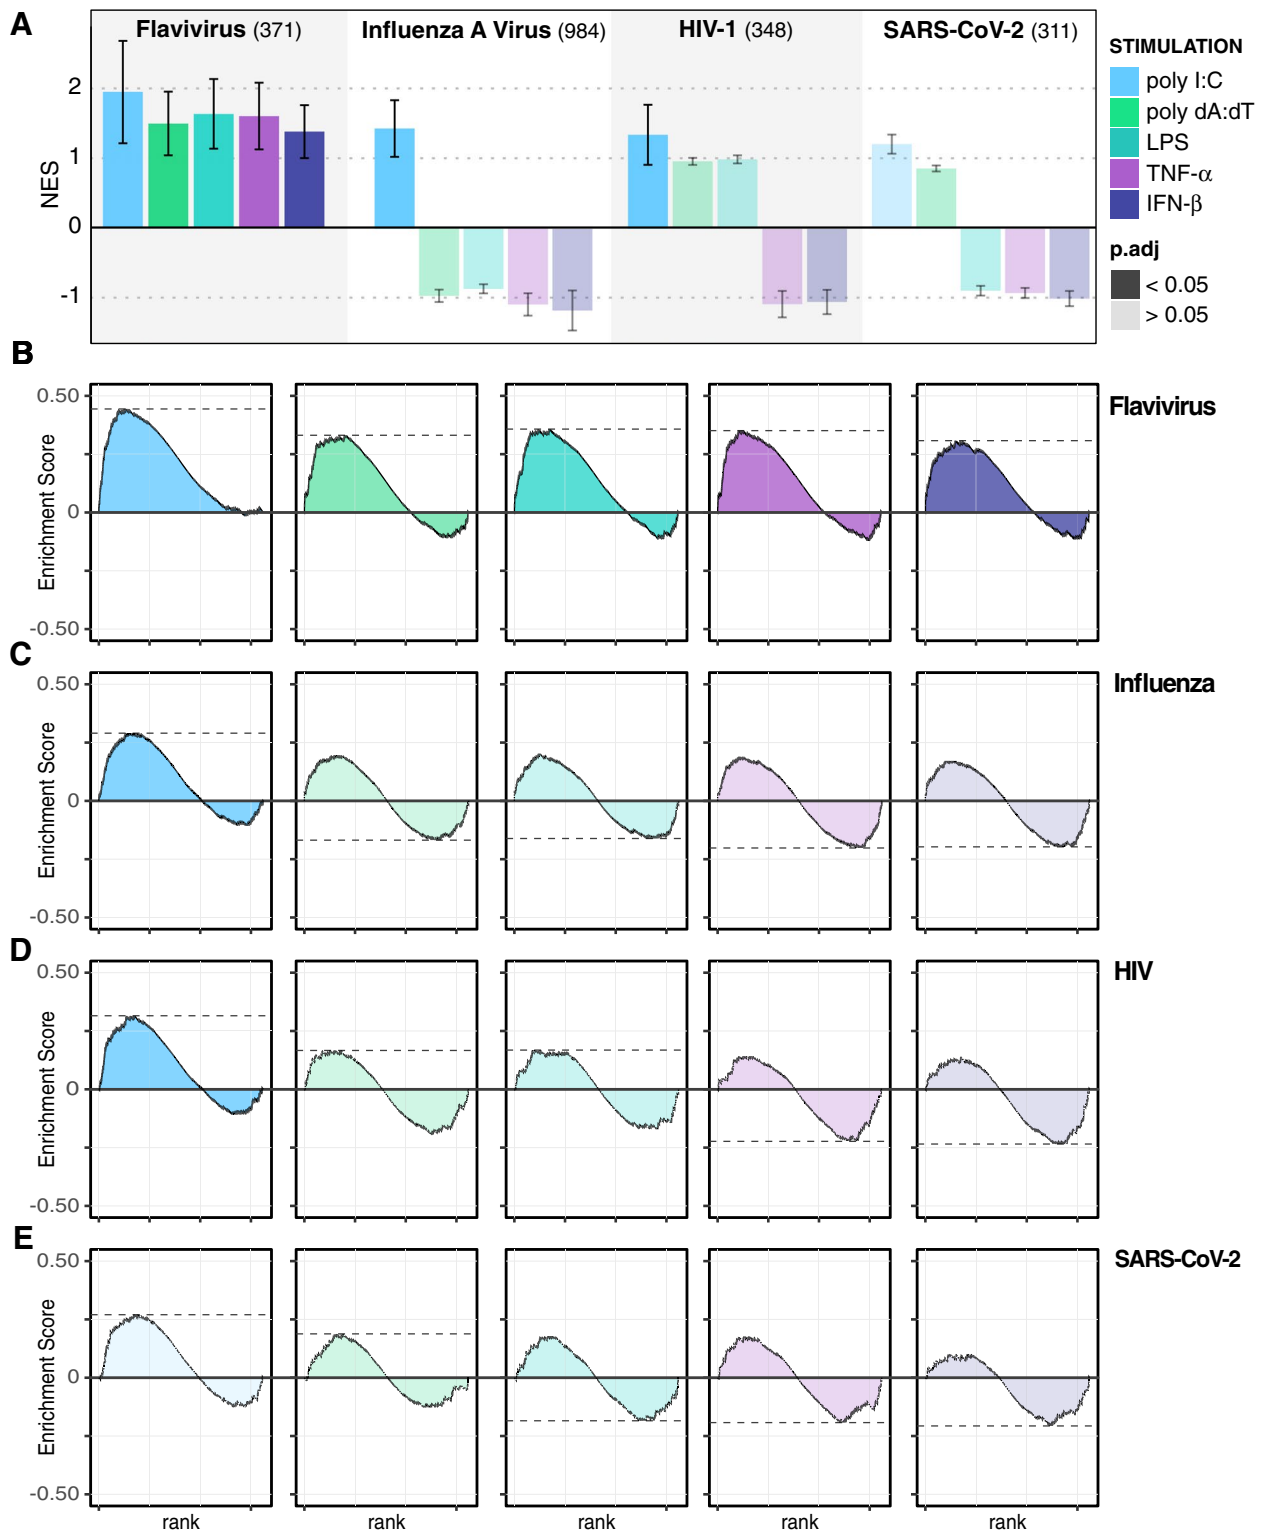 A
Flavivirus (371)
Influenza A Virus (984)
HIV-1 (348)
SARS-CoV-2 (311)
NES
2
1
0
-1
STIMULATION
poly I:C
poly dA:dT
LPS
TNF-α
IFN-β
p.adj
< 0.05
> 0.05
B
Enrichment Score
0.50
0
-0.50
Flavivirus
C
Enrichment Score
0.50
0
-0.50
Influenza
D
Enrichment Score
0.50
0
-0.50
HIV
E
Enrichment Score
0.50
0
-0.50
SARS-CoV-2
rank
rank
rank
rank
rank